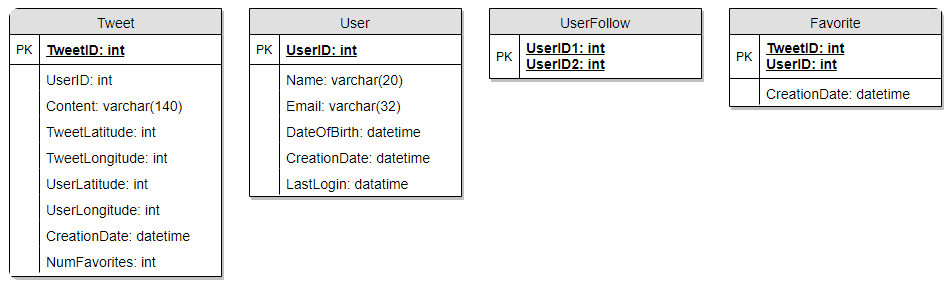 Tweet
PK TweetID: int
UserID: int
Content: varchar(140)
TweetLatitude: int
TweetLongitude: int
UserLatitude: int
UserLongitude: int
CreationDate: datetime
NumFavorites: int
User
PK UserID: int
Name: varchar(20)
Email: varchar(32)
DateOfBirth: datetime
CreationDate: datetime
LastLogin: datatime
UserFollow
PK UserID1: int
UserID2: int
Favorite
PK TweetID: int
UserID: int
CreationDate: datetime